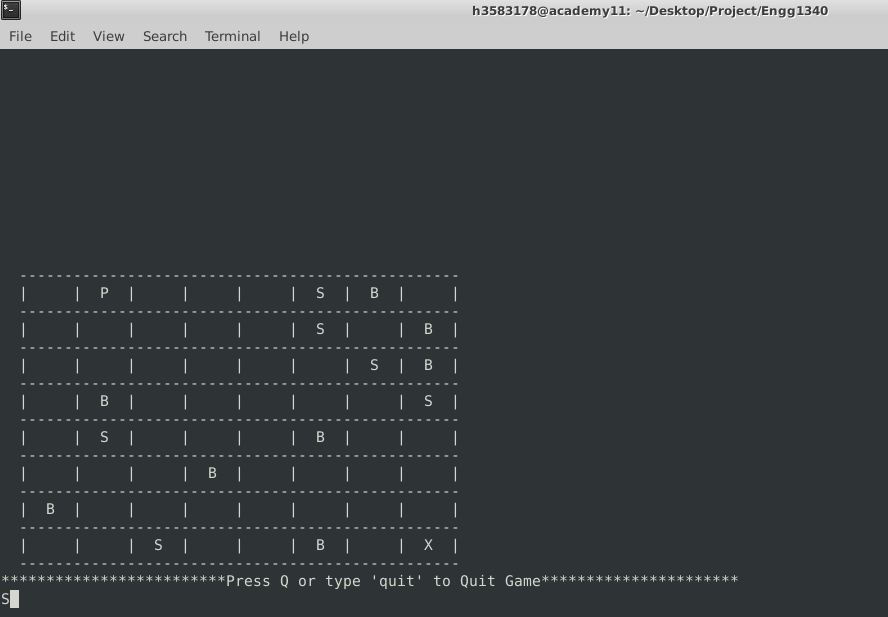 h3583178@academy11: ~/Desktop/Project/Engg1340
File Edit View Search Terminal Help
-------------------------------------------------
|     |  P  |     |     |     |  S  |  B  |     |
-------------------------------------------------
|     |     |     |     |     |  S  |     |  B  |
-------------------------------------------------
|     |     |     |     |     |     |  S  |  B  |
-------------------------------------------------
|     |  B  |     |     |     |     |     |  S  |
-------------------------------------------------
|     |  S  |     |     |     |  B  |     |     |
-------------------------------------------------
|     |     |     |  B  |     |     |     |     |
-------------------------------------------------
|  B  |     |     |     |     |     |     |     |
-------------------------------------------------
|     |     |  S  |     |     |  B  |     |  X  |
-------------------------------------------------
*************************Press Q or type 'quit' to Quit Game**********************
S